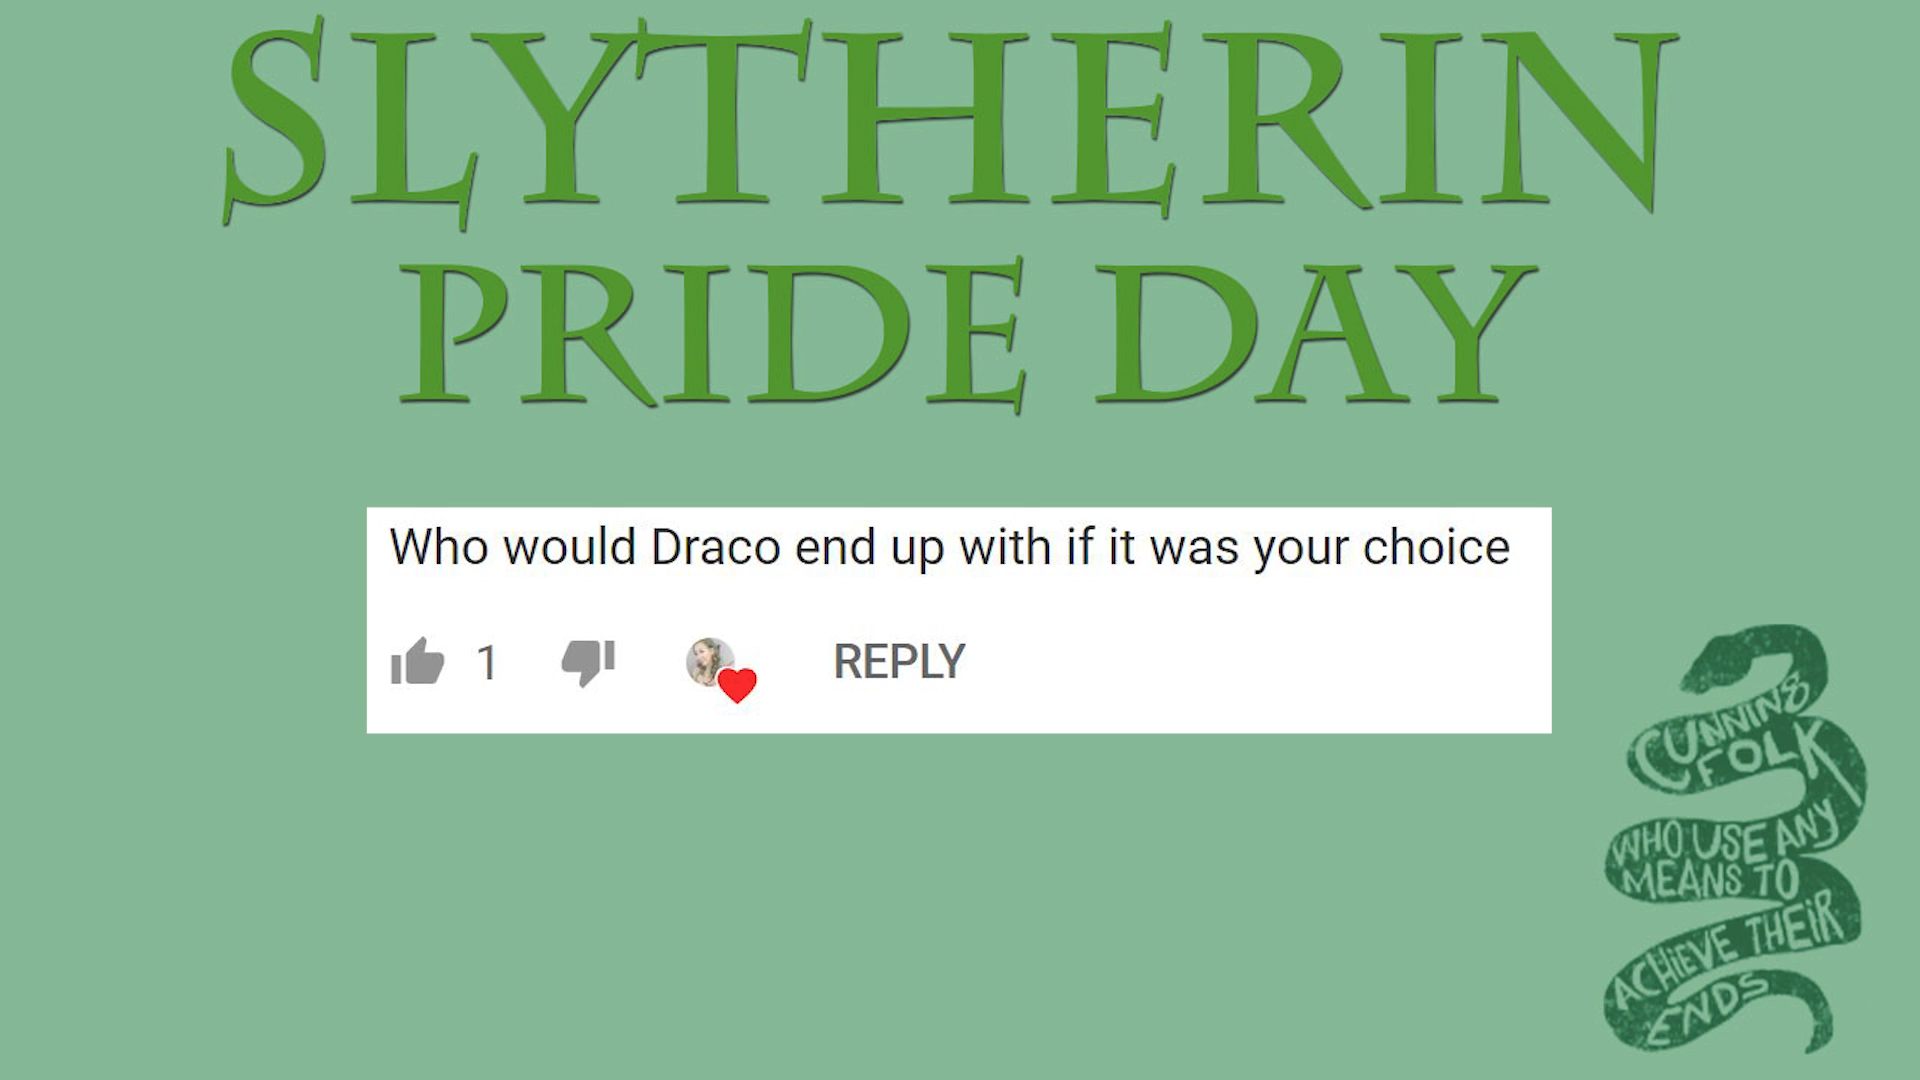 SLYTHERIN
PRIDE DAY
Who would Draco end up with if it was your choice
1 REPLY
CUNNING
FOLK
WHO USE ANY
MEANS TO
ACHIEVE THEIR
ENDS